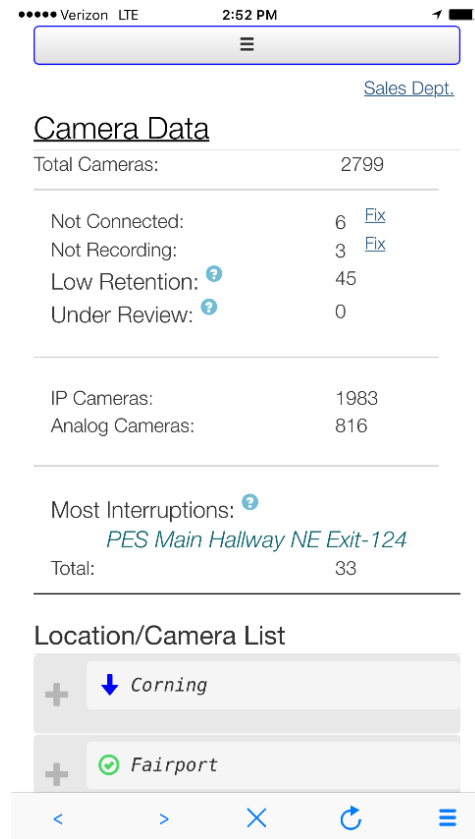 Verizon LTE 2:52 PM
Sales Dept.
Camera Data
Total Cameras: 2799
Not Connected: 6 Fix
Not Recording: 3 Fix
Low Retention: ? 45
Under Review: ? 0
IP Cameras: 1983
Analog Cameras: 816
Most Interruptions: ?
PES Main Hallway NE Exit-124
Total: 33
Location/Camera List
Corning
Fairport